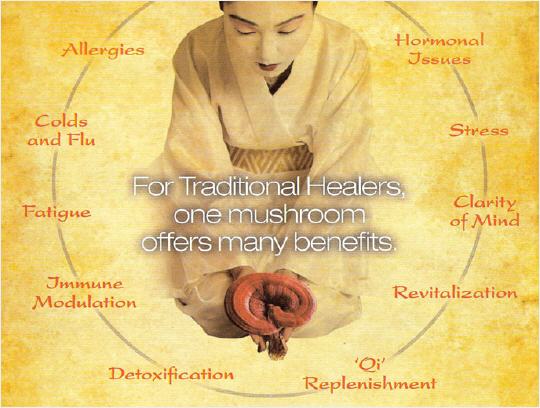 Allergies
Hormonal
Issues
Colds
and Flu
Stress
For Traditional Healers,
one mushroom
offers many benefits.
Fatigue
Clarity
of Mind
Immune
Modulation
Revitalization
Detoxification
'Qi'
Replenishment